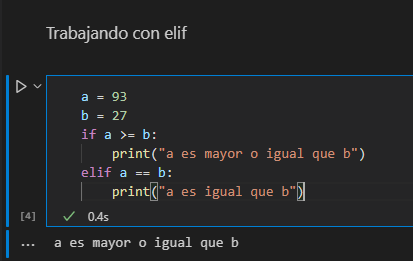 Trabajando con elif
a = 93
b = 27
if a >= b:
    print("a es mayor o igual que b")
elif a == b:
    print("a es igual que b")
[4] ✓ 0.4s
... a es mayor o igual que b